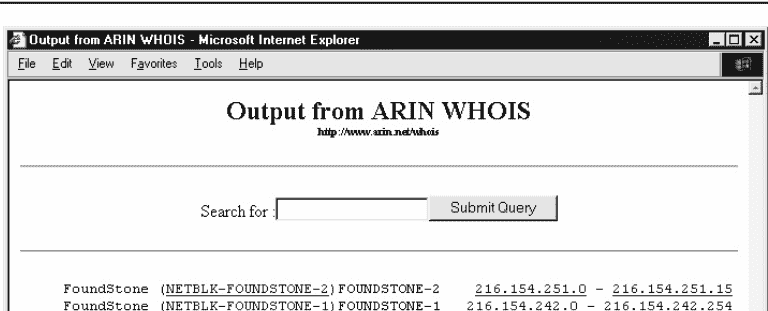 Output from ARIN WHOIS - Microsoft Internet Explorer
File Edit View Favorites Tools Help
Output from ARIN WHOIS
http://www.arin.net/whois
Search for : Submit Query
FoundStone (NETBLK-FOUNDSTONE-2) FOUNDSTONE-2 216.154.251.0 - 216.154.251.15
FoundStone (NETBLK-FOUNDSTONE-1) FOUNDSTONE-1 216.154.242.0 - 216.154.242.254